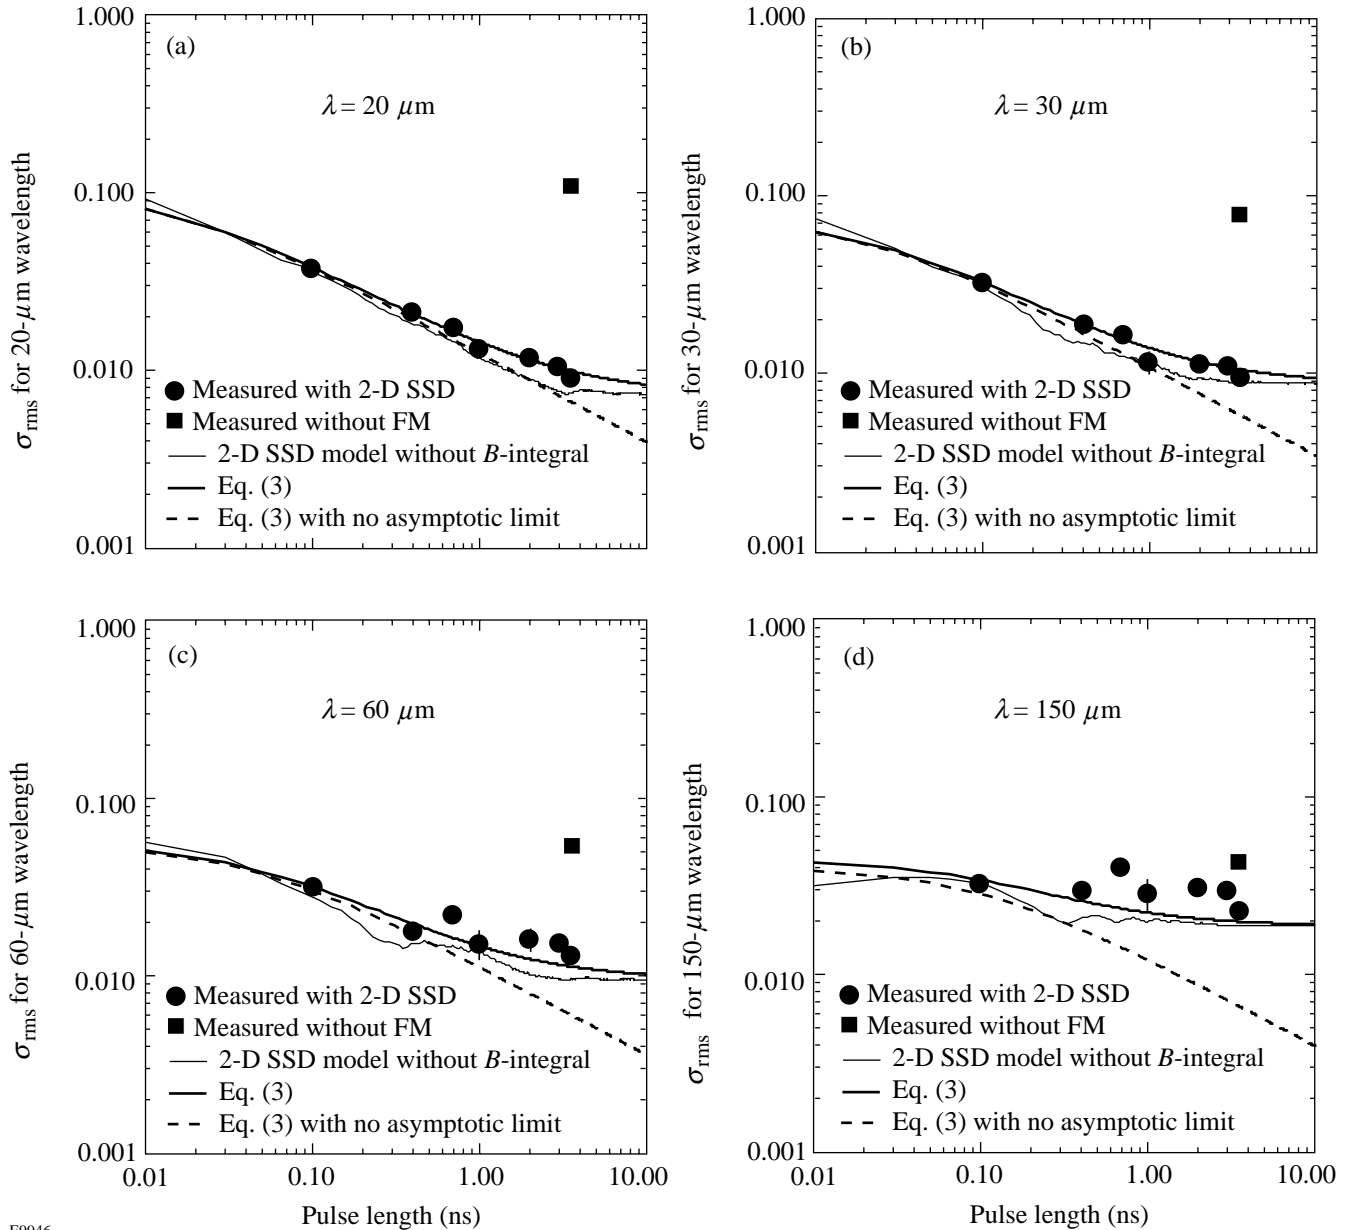 (a)
λ = 20 μm
σrms for 20-μm wavelength
1.000
0.100
0.010
0.001
Measured with 2-D SSD
Measured without FM
2-D SSD model without B-integral
Eq. (3)
Eq. (3) with no asymptotic limit
(b)
λ = 30 μm
σrms for 30-μm wavelength
1.000
0.100
0.010
0.001
Measured with 2-D SSD
Measured without FM
2-D SSD model without B-integral
Eq. (3)
Eq. (3) with no asymptotic limit
(c)
λ = 60 μm
σrms for 60-μm wavelength
1.000
0.100
0.010
0.001
Measured with 2-D SSD
Measured without FM
2-D SSD model without B-integral
Eq. (3)
Eq. (3) with no asymptotic limit
0.01 0.10 1.00 10.00
Pulse length (ns)
(d)
λ = 150 μm
σrms for 150-μm wavelength
1.000
0.100
0.010
0.001
Measured with 2-D SSD
Measured without FM
2-D SSD model without B-integral
Eq. (3)
Eq. (3) with no asymptotic limit
0.01 0.10 1.00 10.00
Pulse length (ns)